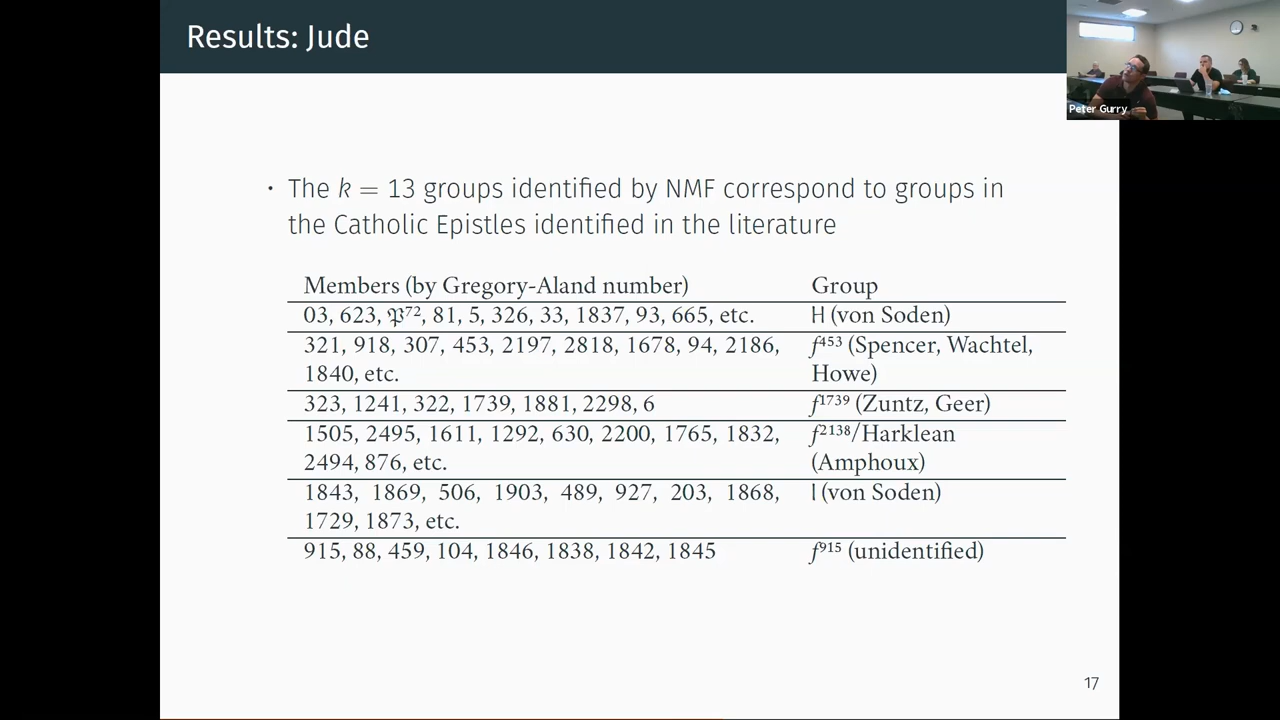 Results: Jude
Peter Gurry
• The k = 13 groups identified by NMF correspond to groups in
the Catholic Epistles identified in the literature
Members (by Gregory-Aland number) Group
03, 623, 𝔓⁷², 81, 5, 326, 33, 1837, 93, 665, etc. H (von Soden)
321, 918, 307, 453, 2197, 2818, 1678, 94, 2186, f⁴⁵³ (Spencer, Wachtel,
1840, etc. Howe)
323, 1241, 322, 1739, 1881, 2298, 6 f¹⁷³⁹ (Zuntz, Geer)
1505, 2495, 1611, 1292, 630, 2200, 1765, 1832, f²¹³⁸/Harklean
2494, 876, etc. (Amphoux)
1843, 1869, 506, 1903, 489, 927, 203, 1868, I (von Soden)
1729, 1873, etc.
915, 88, 459, 104, 1846, 1838, 1842, 1845 f⁹¹⁵ (unidentified)
17